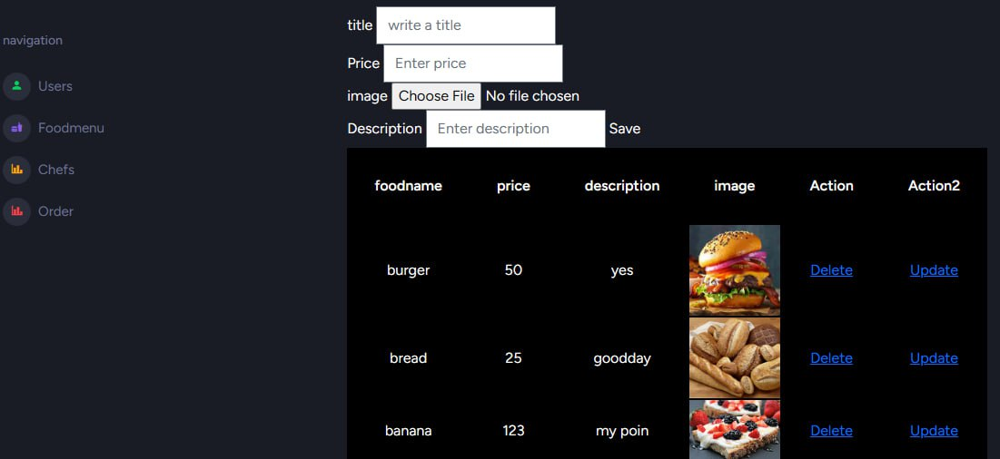 navigation
Users
Foodmenu
Chefs
Order
title write a title
Price Enter price
image Choose File No file chosen
Description Enter description Save
foodname price description image Action Action2
burger 50 yes Delete Update
bread 25 goodday Delete Update
banana 123 my poin Delete Update